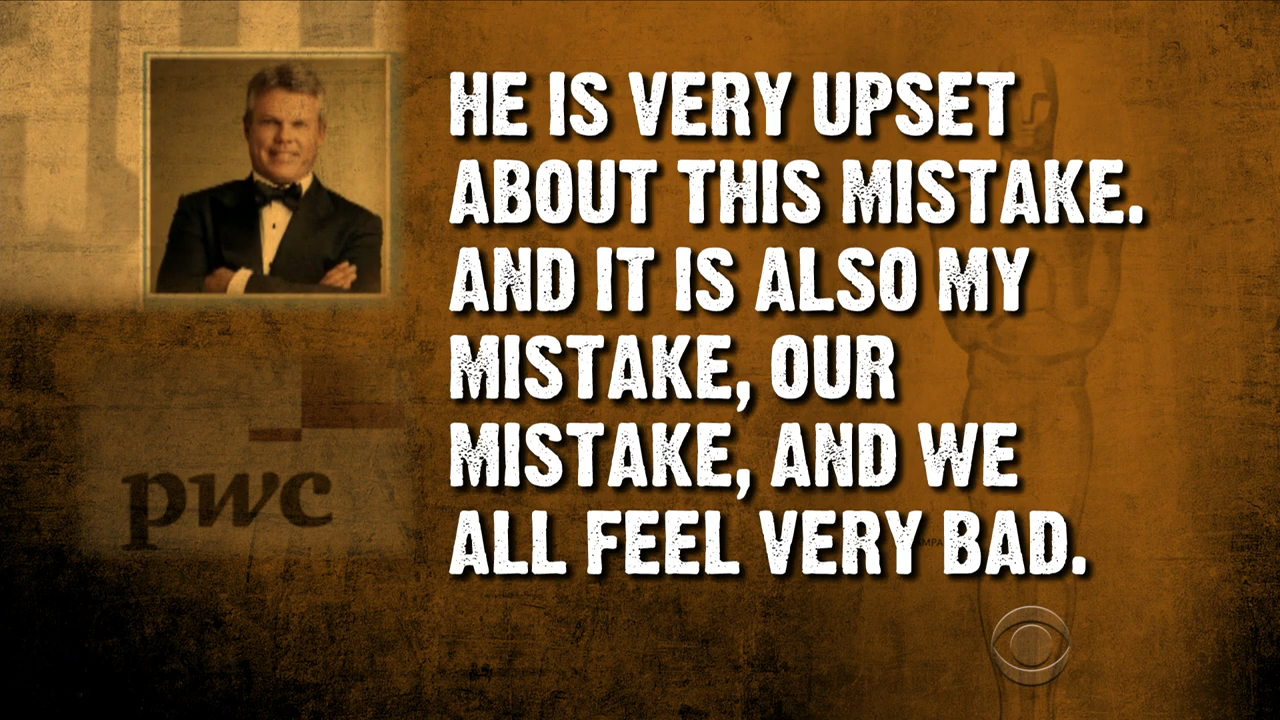 HE IS VERY UPSET
ABOUT THIS MISTAKE.
AND IT IS ALSO MY
MISTAKE, OUR
MISTAKE, AND WE
ALL FEEL VERY BAD.
pwc